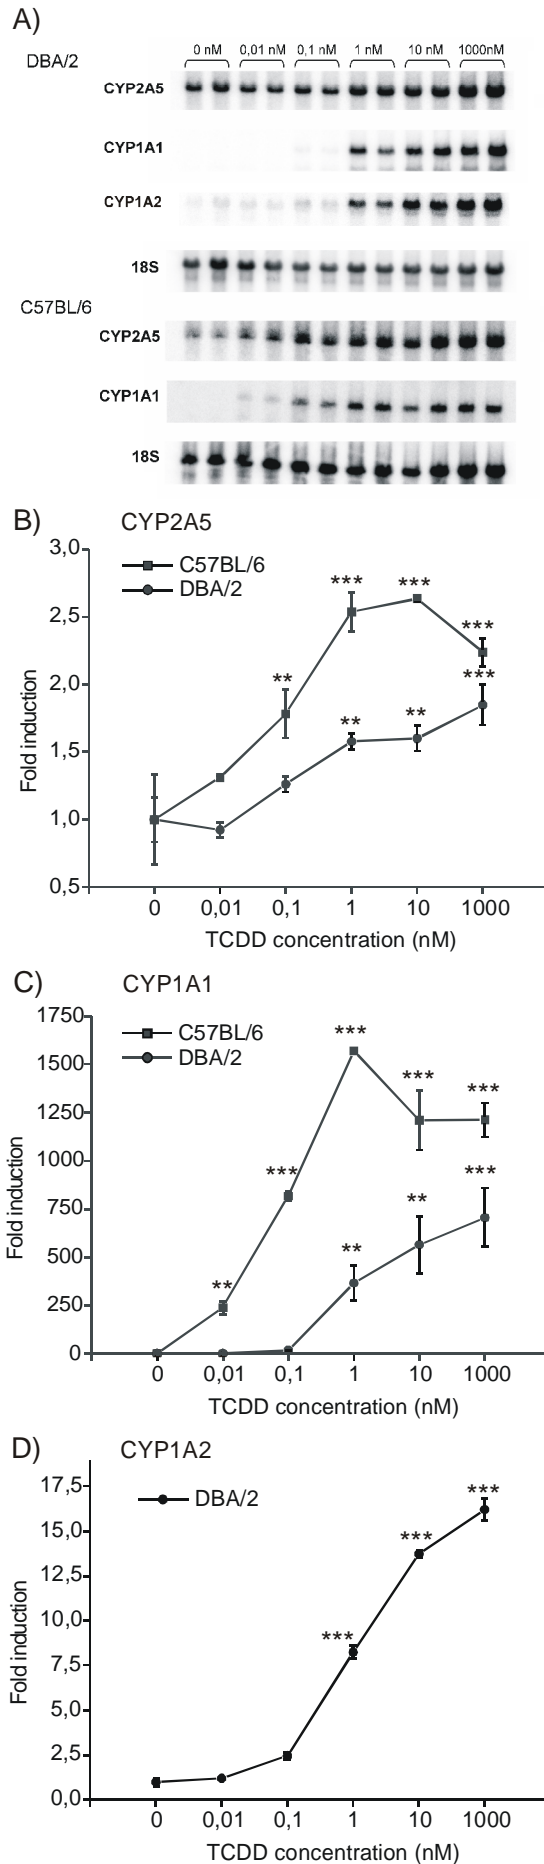 A)
0 nM 0,01 nM 0,1 nM 1 nM 10 nM 1000nM
DBA/2
CYP2A5
CYP1A1
CYP1A2
18S
C57BL/6
CYP2A5
CYP1A1
18S
B) CYP2A5
3,0
2,5
2,0
1,5
1,0
0,5
C57BL/6
DBA/2
Fold induction
** *** *** ***
** ** ***
0 0,01 0,1 1 10 1000
TCDD concentration (nM)
C) CYP1A1
1750
1500
1250
1000
750
500
250
0
C57BL/6
DBA/2
Fold induction
** *** *** *** ***
** ** ***
0 0,01 0,1 1 10 1000
TCDD concentration (nM)
D) CYP1A2
17,5
15,0
12,5
10,0
7,5
5,0
2,5
0,0
DBA/2
Fold induction
*** *** ***
0 0,01 0,1 1 10 1000
TCDD concentration (nM)